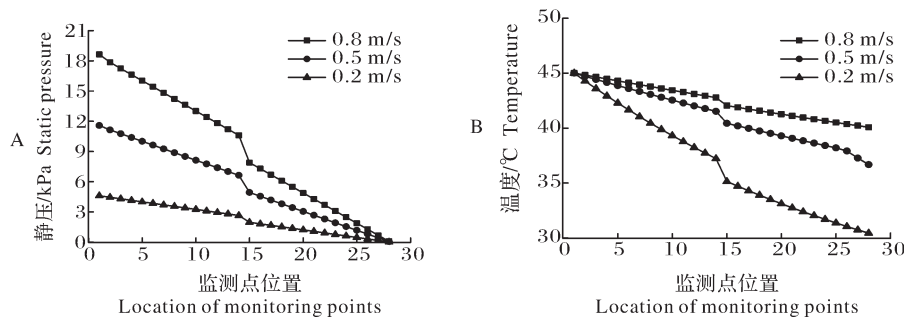 A
静压/kPa Static pressure
21
18
15
12
9
6
3
0
0.8 m/s
0.5 m/s
0.2 m/s
0 5 10 15 20 25 30
监测点位置
Location of monitoring points
B
温度/℃ Temperature
50
45
40
35
30
0.8 m/s
0.5 m/s
0.2 m/s
0 5 10 15 20 25 30
监测点位置
Location of monitoring points